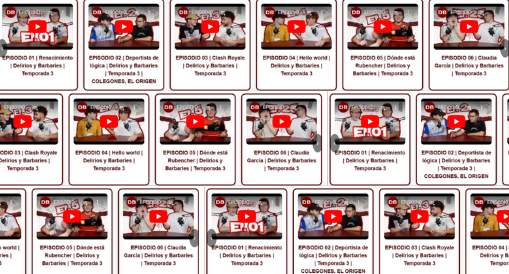 EPISODIO 01 | Renacimiento
| Delirios y Barbaries |
Temporada 3
EPISODIO 02 | Deportista de
lógica | Delirios y Barbaries
| Temporada 3 |
COLEGONES, EL ORIGEN
EPISODIO 03 | Clash Royale
| Delirios y Barbaries |
Temporada 3
EPISODIO 04 | Hello world |
Delirios y Barbaries |
Temporada 3
EPISODIO 05 | Dónde está
Rubencher | Delirios y
Barbaries | Temporada 3
EPISODIO 06 | Claudia
García | Delirios y Barbaries
| Temporada 3
ODIO 03 | Clash Royale
Delirios y Barbaries |
Temporada 3
EPISODIO 04 | Hello world |
Delirios y Barbaries |
Temporada 3
EPISODIO 05 | Dónde está
Rubencher | Delirios y
Barbaries | Temporada 3
EPISODIO 06 | Claudia
García | Delirios y Barbaries
| Temporada 3
EPISODIO 01 | Renacimiento
| Delirios y Barbaries |
Temporada 3
EPISODIO 02 | Deportista de
lógica | Delirios y Barbaries
| Temporada 3 |
COLEGONES, EL ORIGEN
world |
s |
EPISODIO 05 | Dónde está
Rubencher | Delirios y
Barbaries | Temporada 3
EPISODIO 06 | Claudia
García | Delirios y Barbaries
| Temporada 3
EPISODIO 01 | Renacimiento
| Delirios y Barbaries |
Temporada 3
EPISODIO 02 | Deportista de
lógica | Delirios y Barbaries
| Temporada 3 |
COLEGONES, EL ORIGEN
EPISODIO 03 | Clash Royale
| Delirios y Barbaries |
Temporada 3
EPISODIO 04 |
Delirios y
Tempo